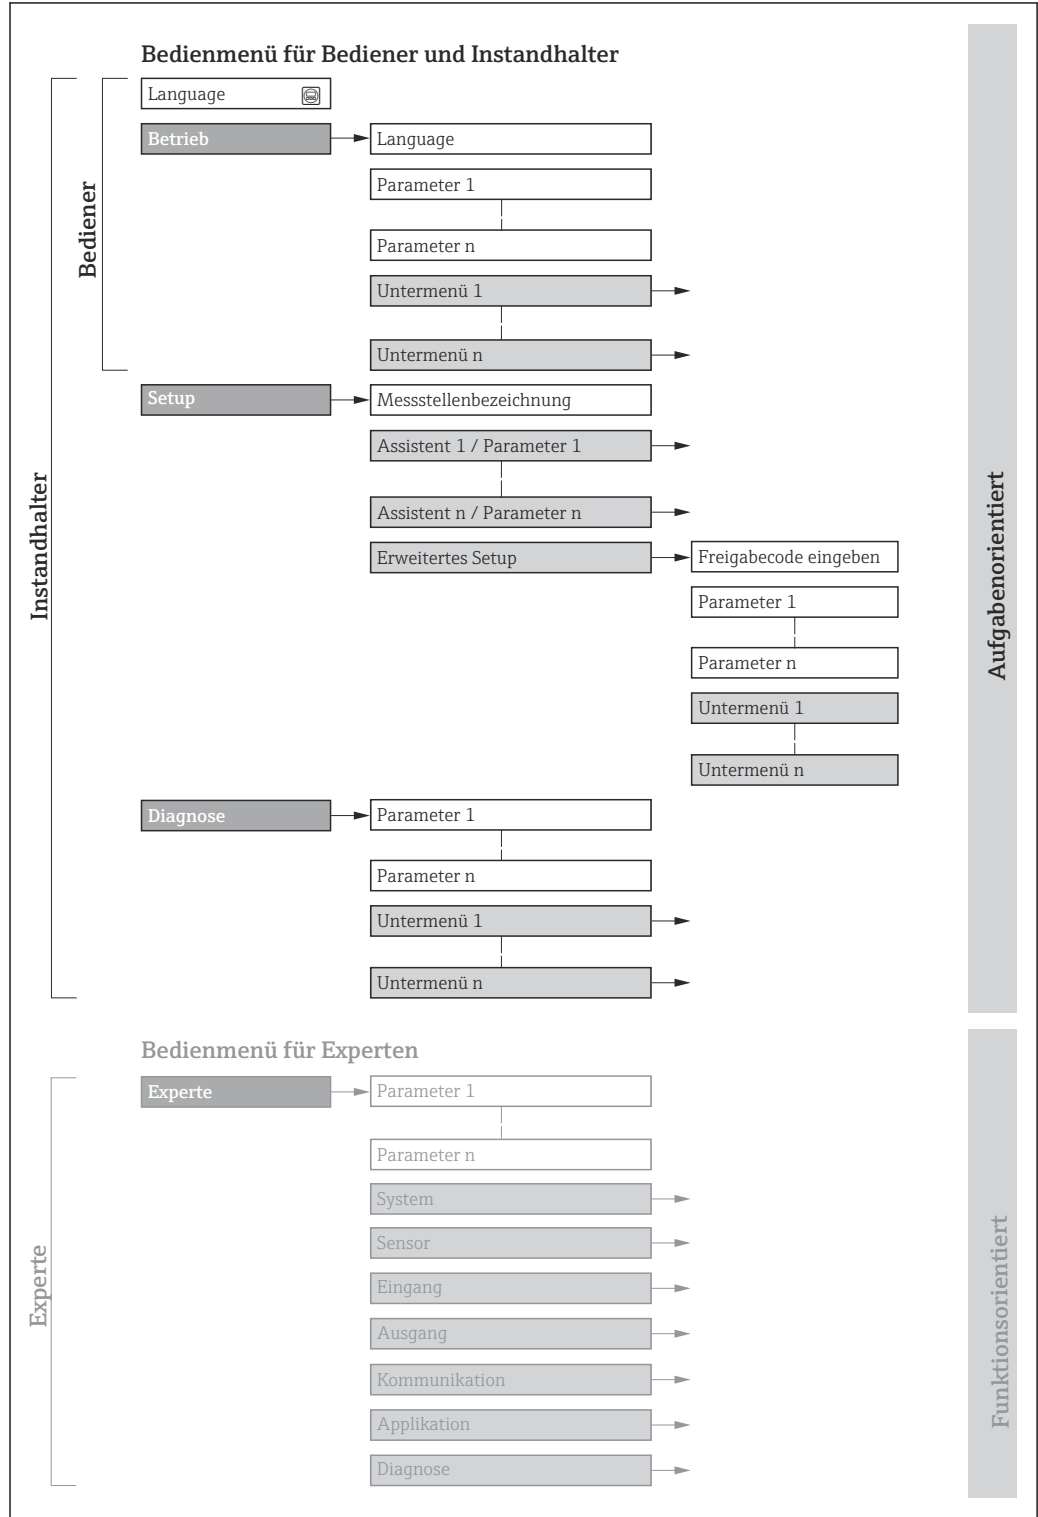 Bedienmenü für Bediener und Instandhalter
Language
Betrieb
Language
Parameter 1
Parameter n
Untermenü 1
Untermenü n
Bediener
Setup
Messstellenbezeichnung
Assistent 1 / Parameter 1
Assistent n / Parameter n
Erweitertes Setup
Freigabecode eingeben
Parameter 1
Parameter n
Untermenü 1
Untermenü n
Instandhalter
Aufgabenorientiert
Diagnose
Parameter 1
Parameter n
Untermenü 1
Untermenü n
Bedienmenü für Experten
Experte
Parameter 1
Parameter n
System
Sensor
Eingang
Ausgang
Kommunikation
Applikation
Diagnose
Experte
Funktionsorientiert